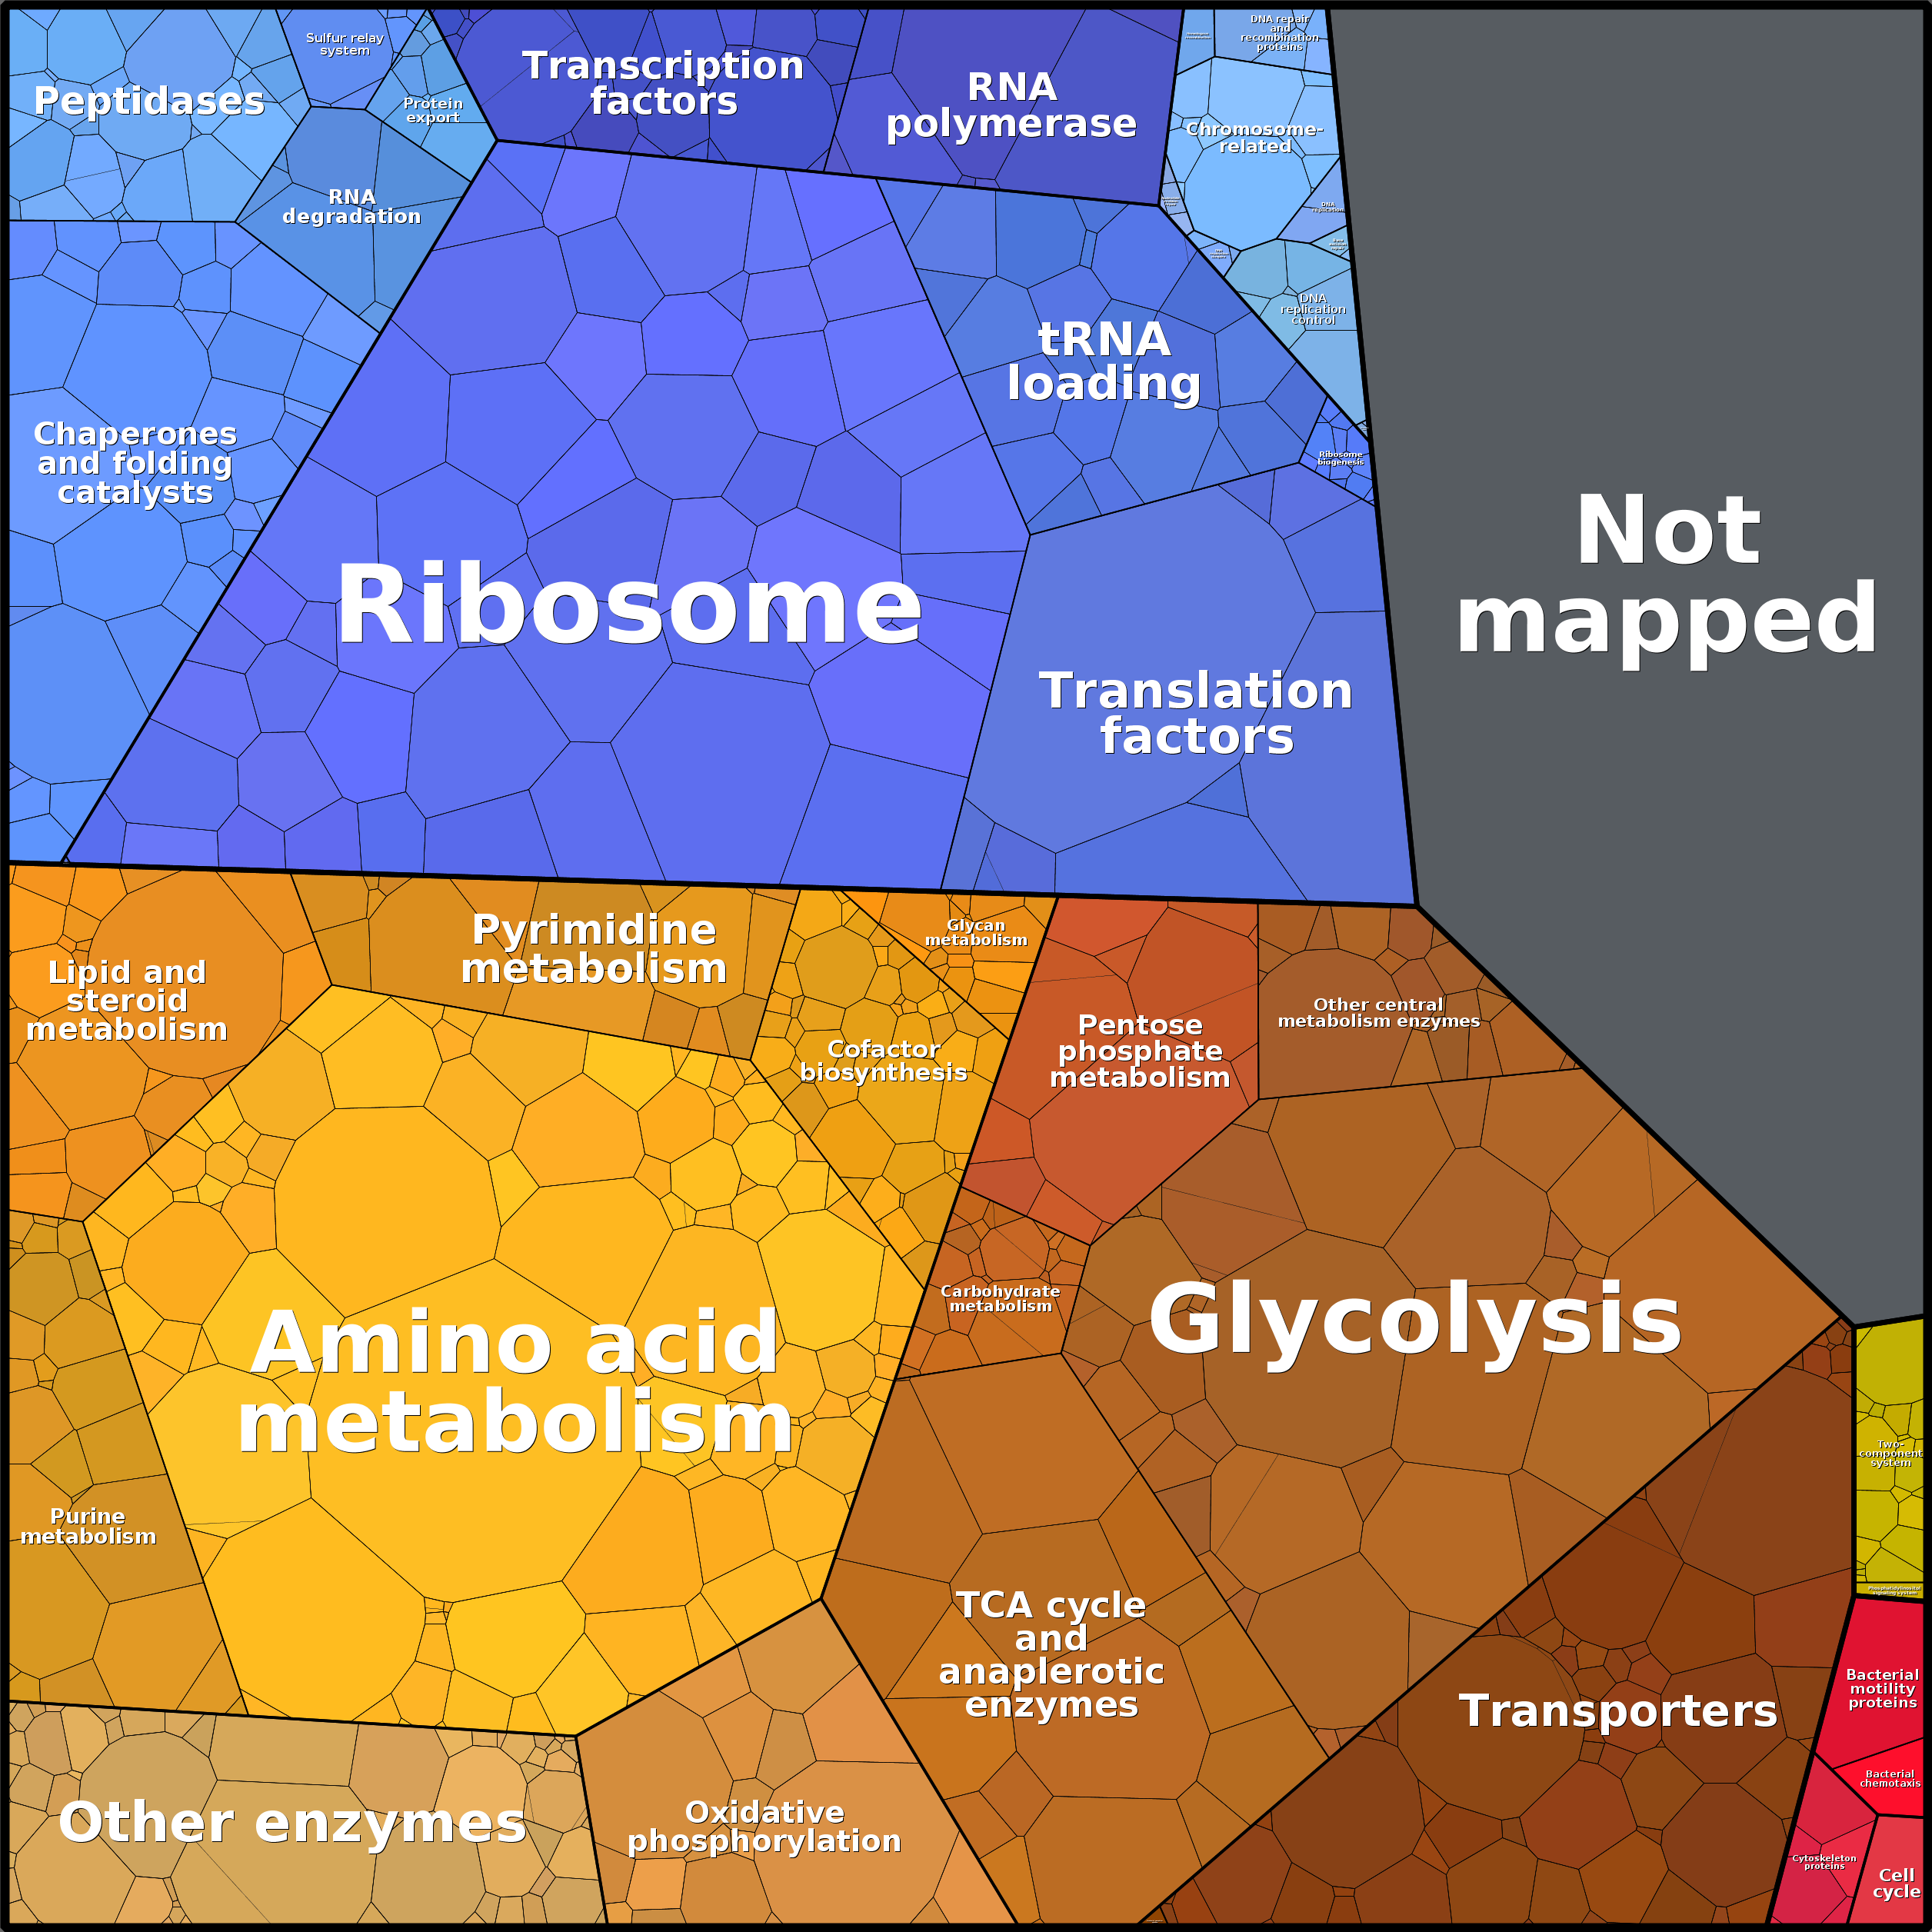 Peptidases
Sulfur relay
system
Protein
export
RNA
degradation
Chaperones
and folding
catalysts
Transcription
factors
RNA
polymerase
DNA repair
and
recombination
proteins
Chromosome-
related
DNA
replication
DNA
replication
control
Ribosome
tRNA
loading
Ribosome
biogenesis
Translation
factors
Not
mapped
Lipid and
steroid
metabolism
Pyrimidine
metabolism
Glycan
metabolism
Cofactor
biosynthesis
Pentose
phosphate
metabolism
Other central
metabolism enzymes
Amino acid
metabolism
Carbohydrate
metabolism
Glycolysis
Purine
metabolism
TCA cycle
and
anaplerotic
enzymes
Transporters
Two-
component
system
Phosphatidylinositol
signaling system
Bacterial
motility
proteins
Bacterial
chemotaxis
Cytoskeleton
proteins
Cell
cycle
Other enzymes
Oxidative
phosphorylation